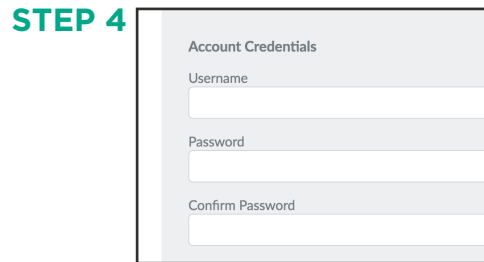 STEP 4
Account Credentials
Username
Password
Confirm Password